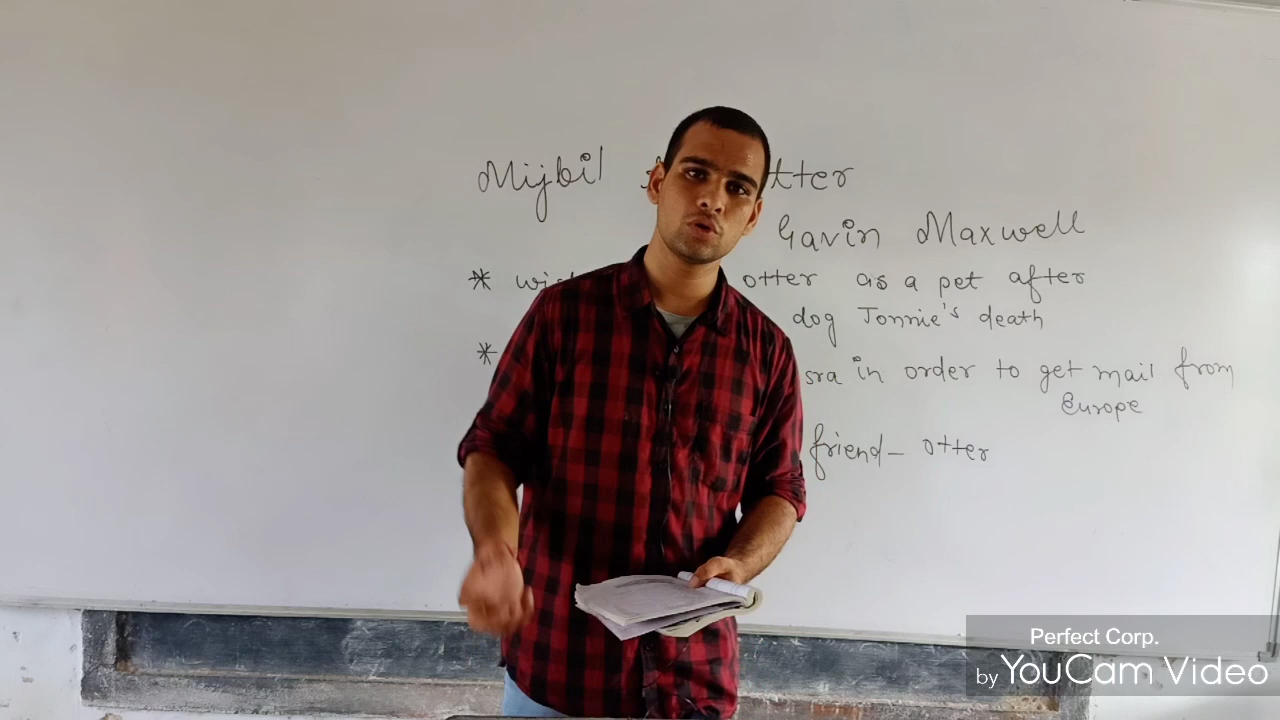 Mijbil tter
Gavin Maxwell
* otter as a pet after
dog Jonnie's death
* sra in order to get mail from
Europe
friend - otter
Perfect Corp.
by YouCam Video